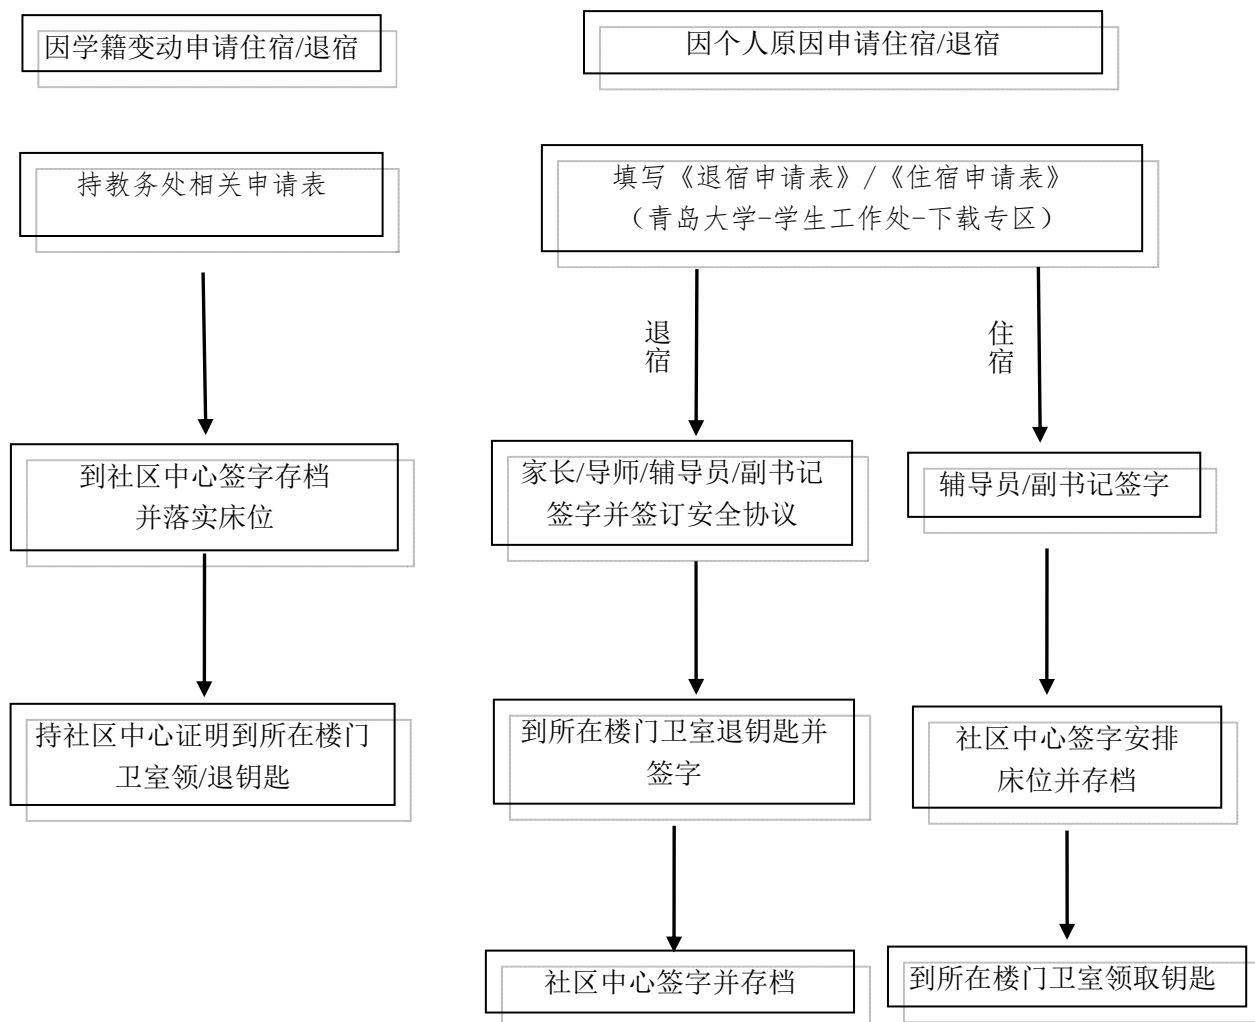 因学籍变动申请住宿/退宿
因个人原因申请住宿/退宿
持教务处相关申请表
填写《退宿申请表》/《住宿申请表》
（青岛大学-学生工作处-下载专区）
退
宿
住
宿
到社区中心签字存档
并落实床位
家长/导师/辅导员/副书记
签字并签订安全协议
辅导员/副书记签字
持社区中心证明到所在楼门
卫室领/退钥匙
到所在楼门卫室退钥匙并
签字
社区中心签字安排
床位并存档
社区中心签字并存档
到所在楼门卫室领取钥匙